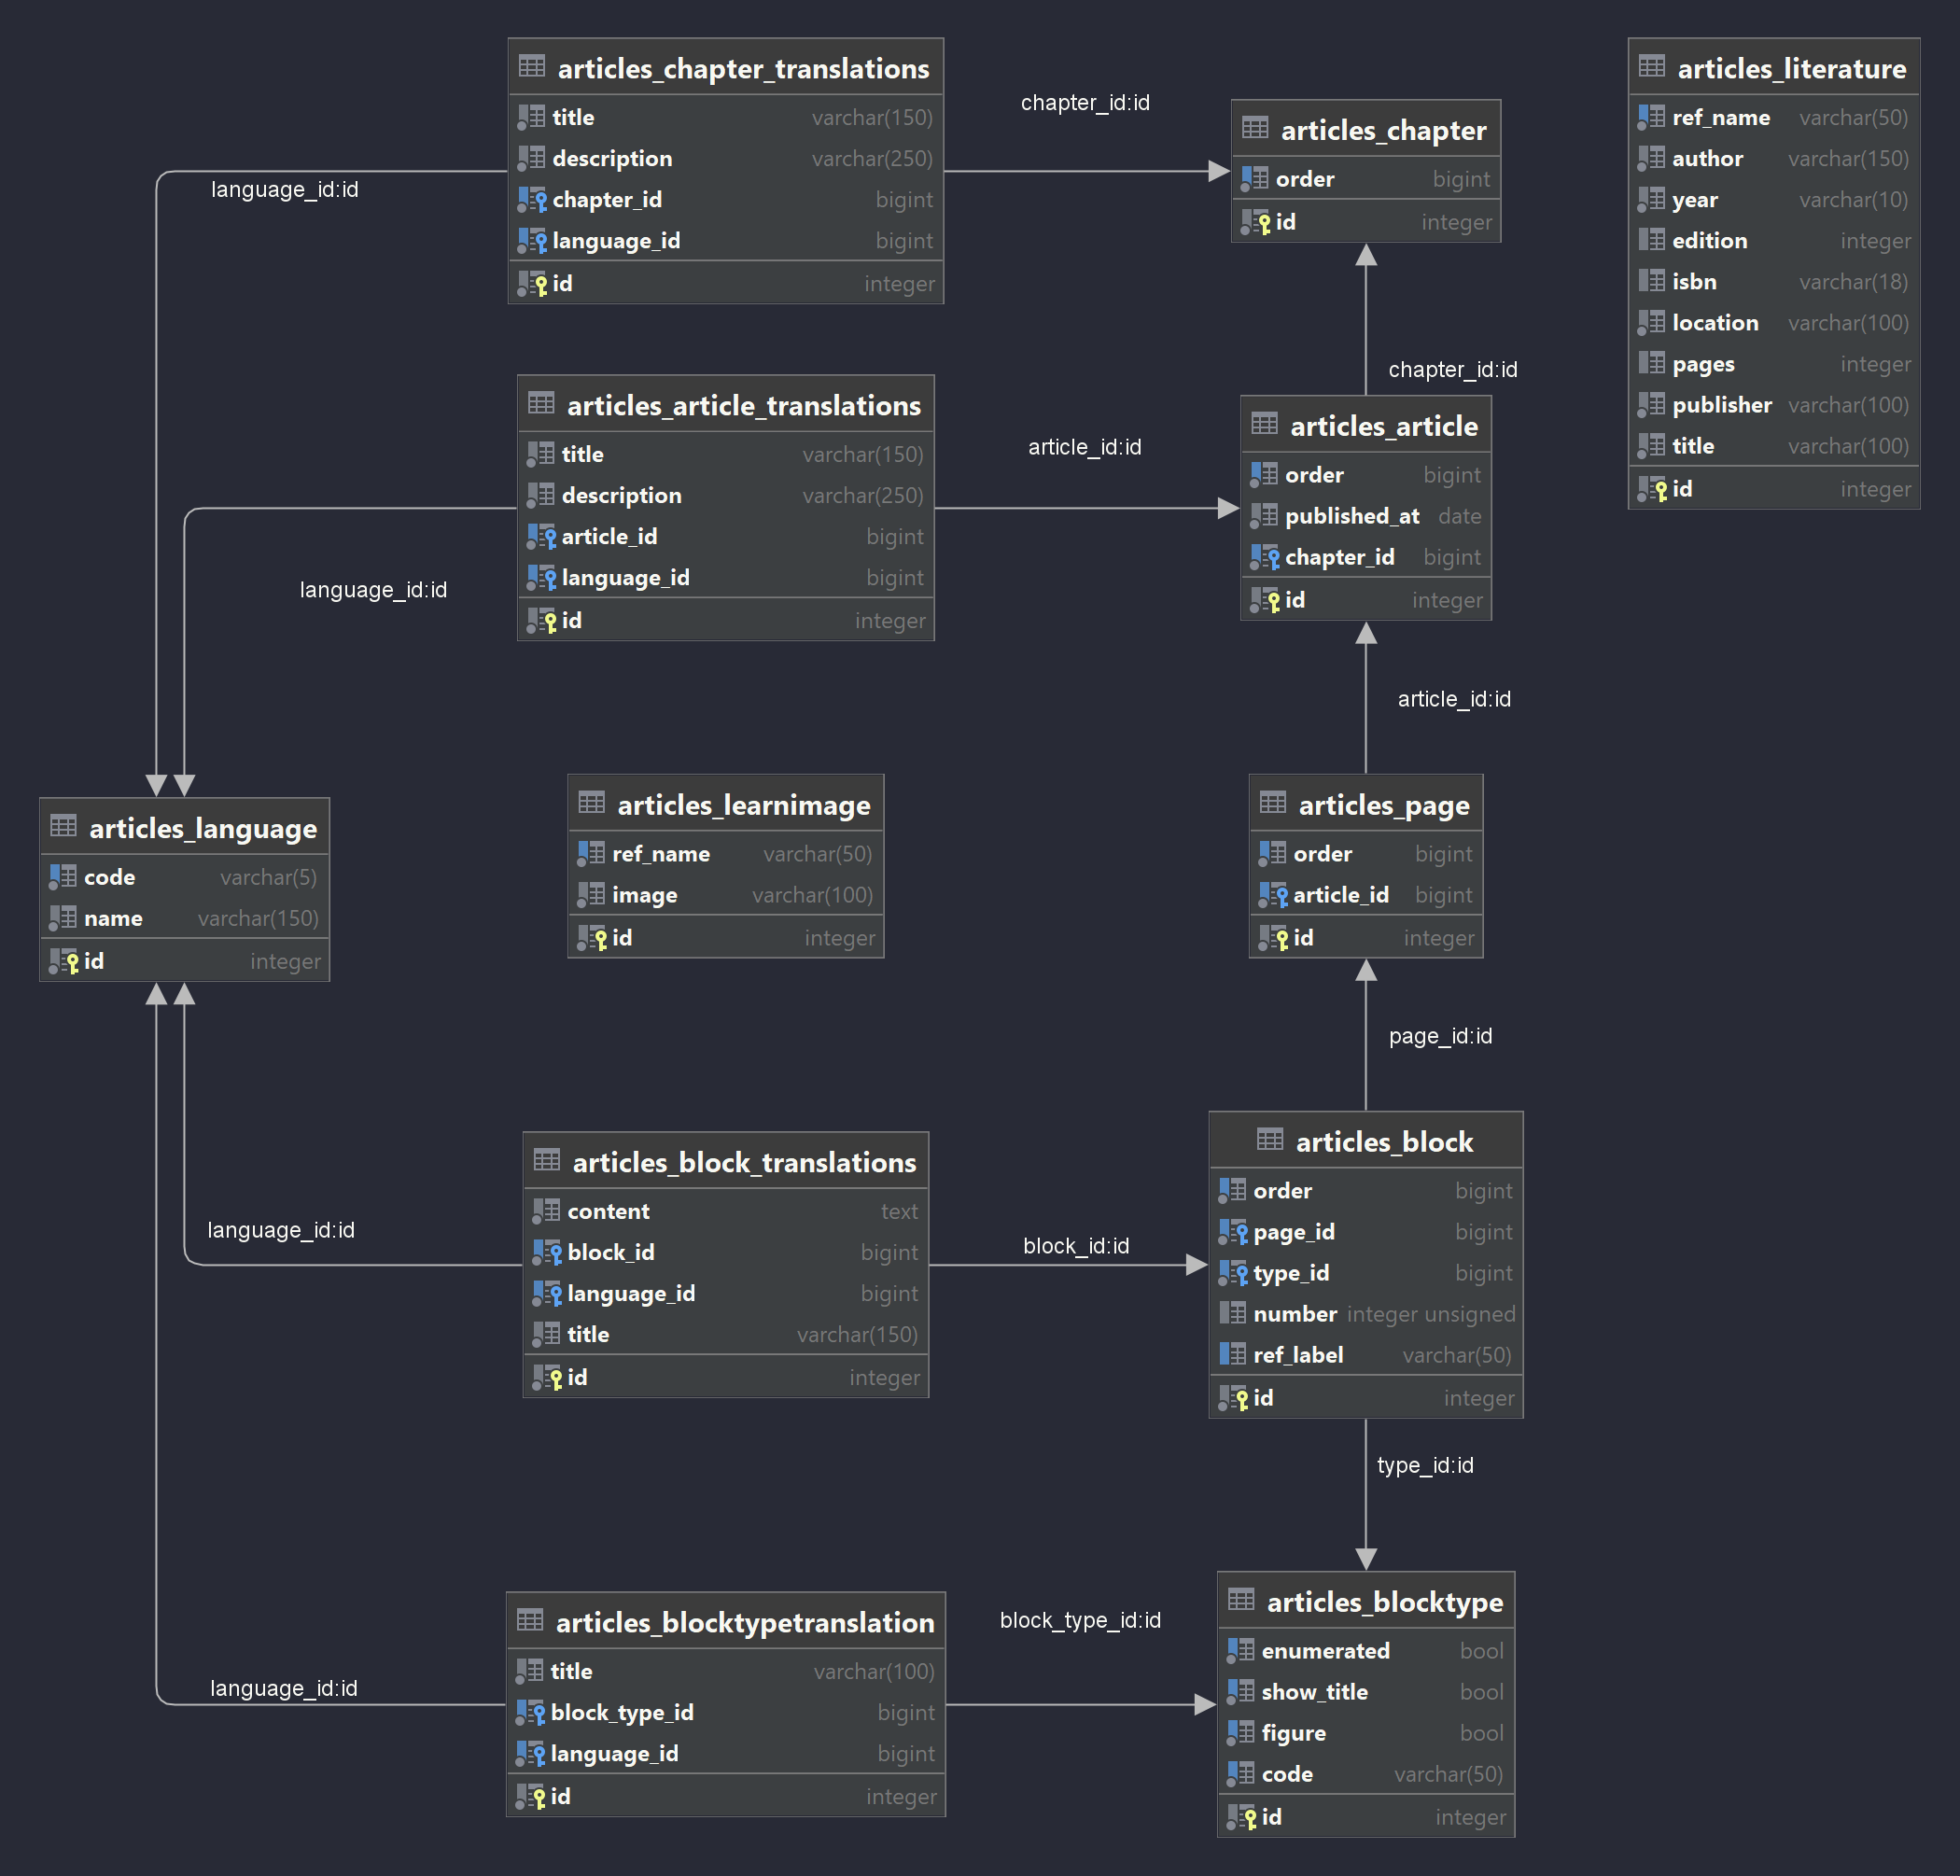 articles_chapter_translations
title varchar(150)
description varchar(250)
chapter_id bigint
language_id bigint
id integer
chapter_id:id
articles_chapter
order bigint
id integer
articles_literature
ref_name varchar(50)
author varchar(150)
year varchar(10)
edition integer
isbn varchar(18)
location varchar(100)
pages integer
publisher varchar(100)
title varchar(100)
id integer
language_id:id
articles_article_translations
title varchar(150)
description varchar(250)
article_id bigint
language_id bigint
id integer
article_id:id
chapter_id:id
articles_article
order bigint
published_at date
chapter_id bigint
id integer
language_id:id
article_id:id
articles_language
code varchar(5)
name varchar(150)
id integer
articles_learnimage
ref_name varchar(50)
image varchar(100)
id integer
articles_page
order bigint
article_id bigint
id integer
page_id:id
language_id:id
articles_block_translations
content text
block_id bigint
language_id bigint
title varchar(150)
id integer
block_id:id
articles_block
order bigint
page_id bigint
type_id bigint
number integer unsigned
ref_label varchar(50)
id integer
type_id:id
language_id:id
articles_blocktypetranslation
title varchar(100)
block_type_id bigint
language_id bigint
id integer
block_type_id:id
articles_blocktype
enumerated bool
show_title bool
figure bool
code varchar(50)
id integer